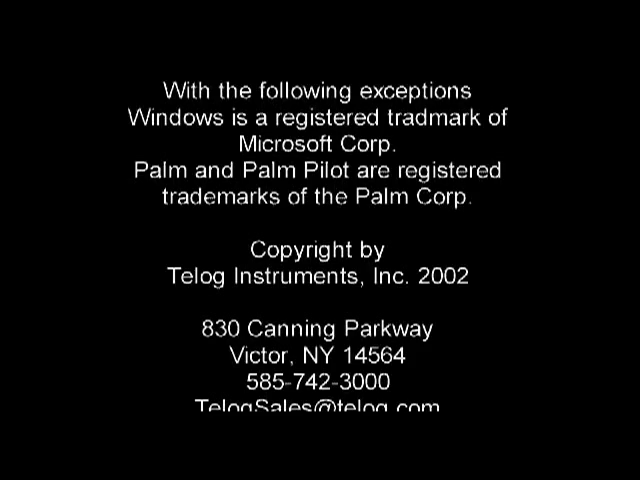 With the following exceptions
Windows is a registered tradmark of
Microsoft Corp.
Palm and Palm Pilot are registered
trademarks of the Palm Corp.
Copyright by
Telog Instruments, Inc. 2002
830 Canning Parkway
Victor, NY 14564
585-742-3000
TelogSales@telog.com